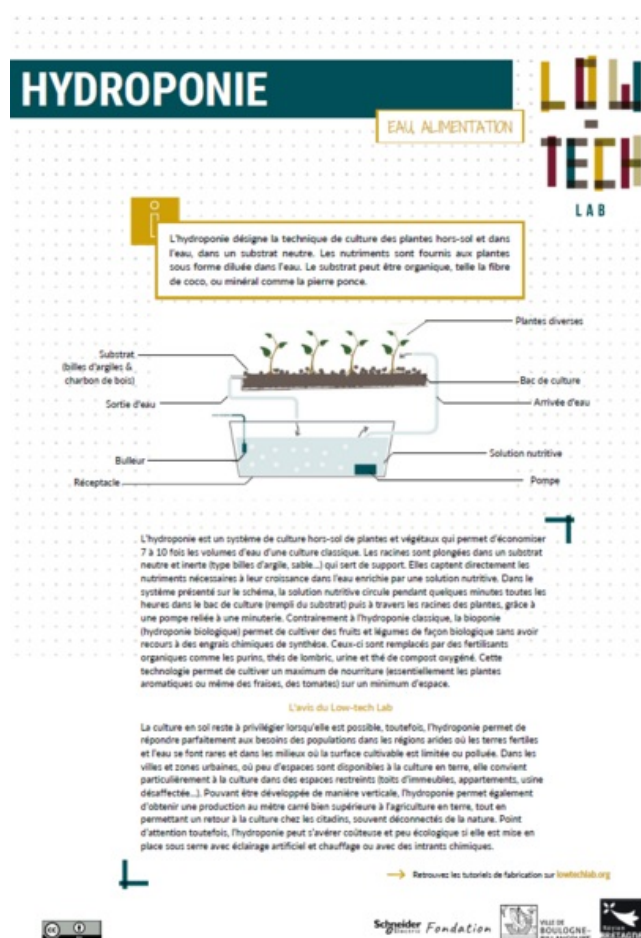 HYDROPONIE
EAU, ALIMENTATION
LOW
-
TECH
LAB
L'hydroponie désigne la technique de culture des plantes hors-sol et dans
l'eau, dans un substrat neutre. Les nutriments sont fournis aux plantes
sous forme diluée dans l'eau. Le substrat peut être organique, telle la fibre
de coco, ou minéral comme la pierre ponce.
Plantes diverses
Substrat
(billes d'argiles &
charbon de bois)
Bac de culture
Sortie d'eau
Arrivée d'eau
Bulleur
Solution nutritive
Réceptacle
Pompe
L'hydroponie est un système de culture hors-sol de plantes et végétaux qui permet d'économiser
7 à 10 fois les volumes d'eau d'une culture classique. Les racines sont plongées dans un substrat
neutre et inerte (type billes d'argile, sable...) qui sert de support. Elles captent directement les
nutriments nécessaires à leur croissance dans l'eau enrichie par une solution nutritive. Dans le
système présenté sur le schéma, la solution nutritive circule pendant quelques minutes toutes les
heures dans le bac de culture (rempli du substrat) puis à travers les racines des plantes, grâce à
une pompe reliée à une minuterie. Contrairement à l'hydroponie classique, la bioponie
(hydroponie biologique) permet de cultiver des fruits et légumes de façon biologique sans avoir
recours à des engrais chimiques de synthèse. Ceux-ci sont remplacés par des fertilisants
organiques comme les purins, thés de lombric, urine et thé de compost oxygéné. Cette
technologie permet de cultiver un maximum de nourriture (essentiellement les plantes
aromatiques ou même des fraises, des tomates) sur un minimum d'espace.
L'avis du Low-tech Lab
La culture en sol reste à privilégier lorsqu'elle est possible, toutefois, l'hydroponie permet de
répondre parfaitement aux besoins des populations dans les régions arides où les terres fertiles
et l'eau se font rares et dans les milieux où la surface cultivable est limitée ou polluée. Dans les
villes et zones urbaines, où peu d'espaces sont disponibles à la culture en terre, elle convient
particulièrement à la culture dans des espaces restreints (toits d'immeubles, appartements, usine
désaffectée...). Pouvant être développée de manière verticale, l'hydroponie permet également
d'obtenir une production au mètre carré bien supérieure à l'agriculture en terre, tout en
permettant un retour à la culture chez les citadins, souvent déconnectés de la nature. Point
d'attention toutefois, l'hydroponie peut s'avérer coûteuse et peu écologique si elle est mise en
place sous serre avec éclairage artificiel et chauffage ou avec des intrants chimiques.
Retrouvez les tutoriels de fabrication sur lowtechlab.org
Schneider Electric Fondation
VILLE DE
BOULOGNE-